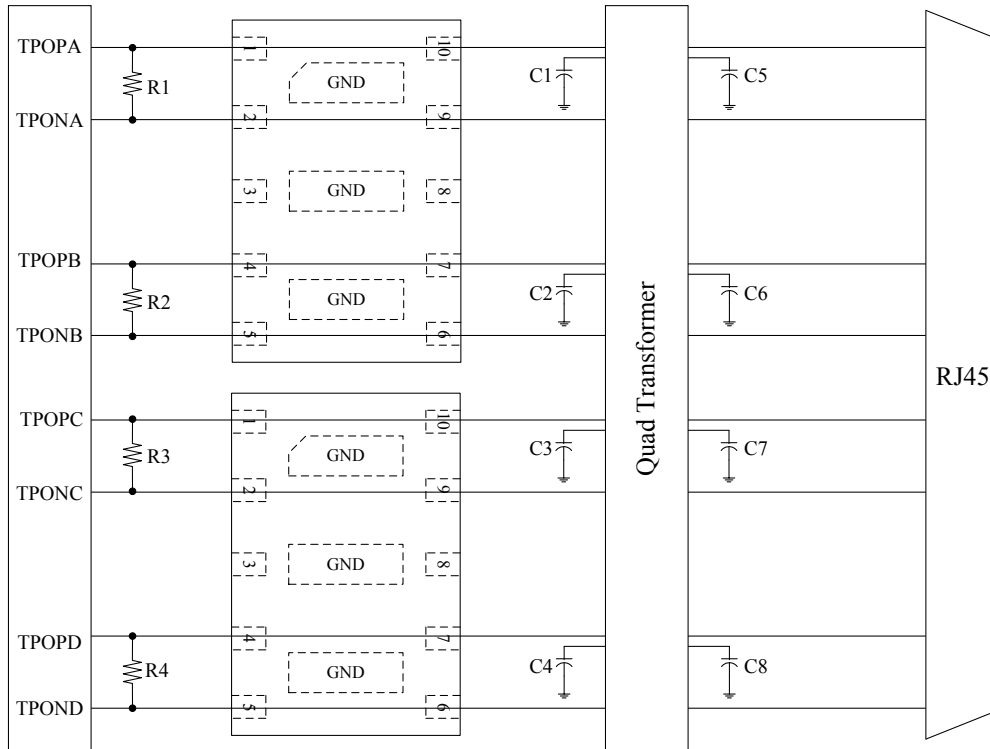 TPOPA
1
10
R1
GND
C1
C5
TPONA
2
9
3
GND
8
TPOPB
4
7
R2
GND
C2
C6
TPONB
5
6
Quad Transformer
RJ45
TPOPC
1
10
R3
GND
C3
C7
TPONC
2
9
3
GND
8
TPOPD
4
7
R4
GND
C4
C8
TPOND
5
6